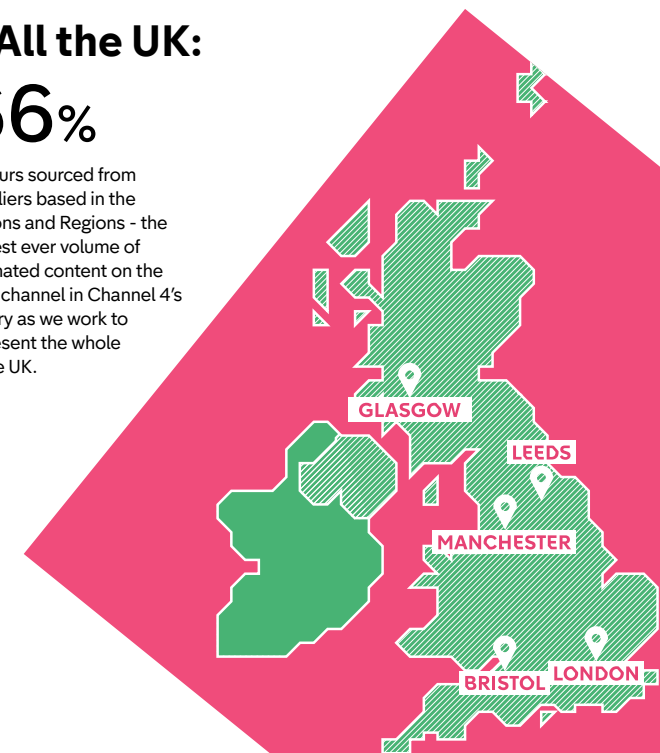 All the UK:
6%
urs sourced from
liers based in the
ns and Regions - the
est ever volume of
nated content on the
channel in Channel 4's
ry as we work to
esent the whole
e UK.
GLASGOW
LEEDS
MANCHESTER
BRISTOL
LONDON